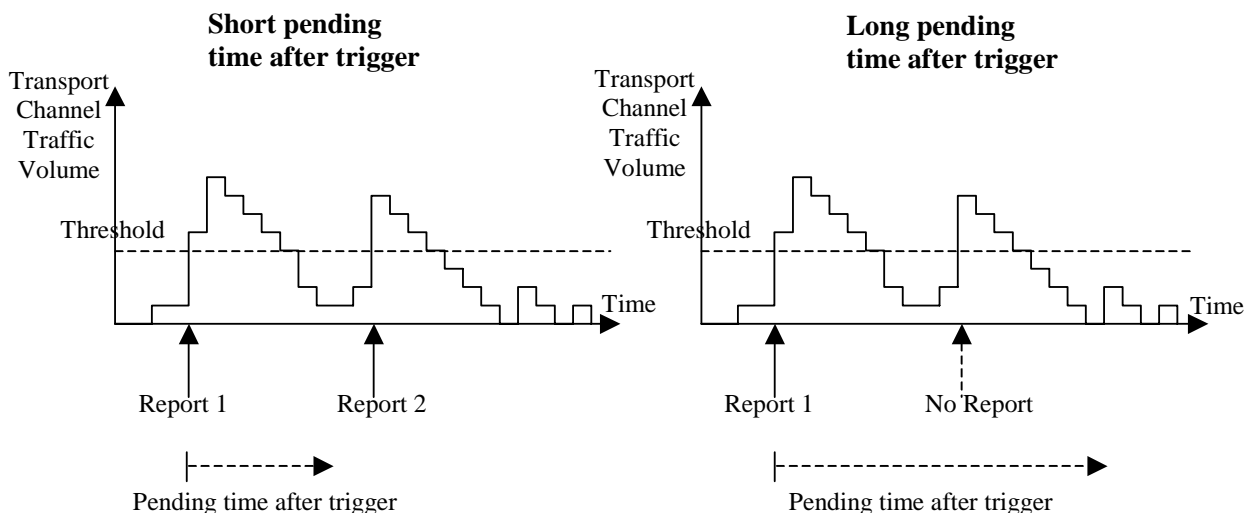 Short pending
time after trigger
Transport
Channel
Traffic
Volume
Threshold
Time
Report 1
Report 2
Pending time after trigger
Long pending
time after trigger
Transport
Channel
Traffic
Volume
Threshold
Time
Report 1
No Report
Pending time after trigger